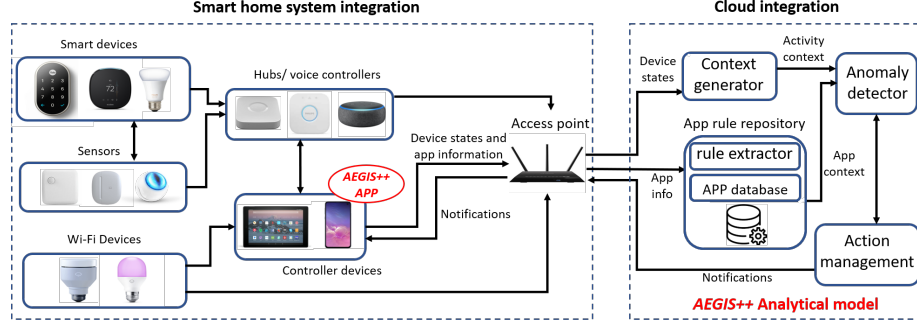 Smart home system integration
Cloud integration
Smart devices
72
Hubs/ voice controllers
Sensors
Wi-Fi Devices
AEGIS++
APP
Controller devices
Device states and
app information
Notifications
Access point
Device
states
Context
generator
Activity
context
Anomaly
detector
App rule repository
rule extractor
APP database
App
info
App
context
Action
management
Notifications
AEGIS++ Analytical model